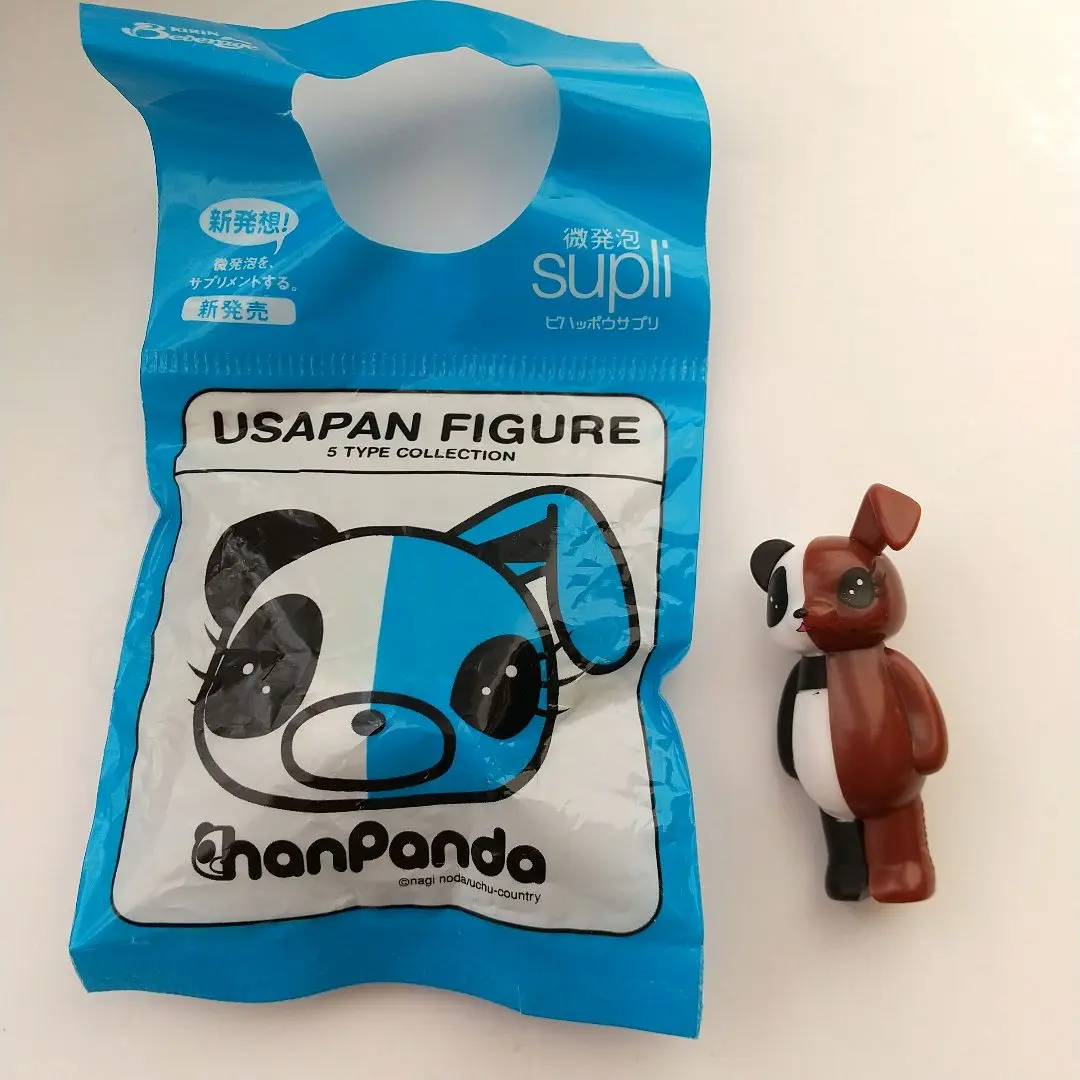 KIRIN
Beverage
新発想!
微発泡を、
サプリメントする。
新発売
微発泡
supli
ビハッポウサプリ
USAPAN FIGURE
5 TYPE COLLECTION
HanPanda
©nagi noda/uchu-country